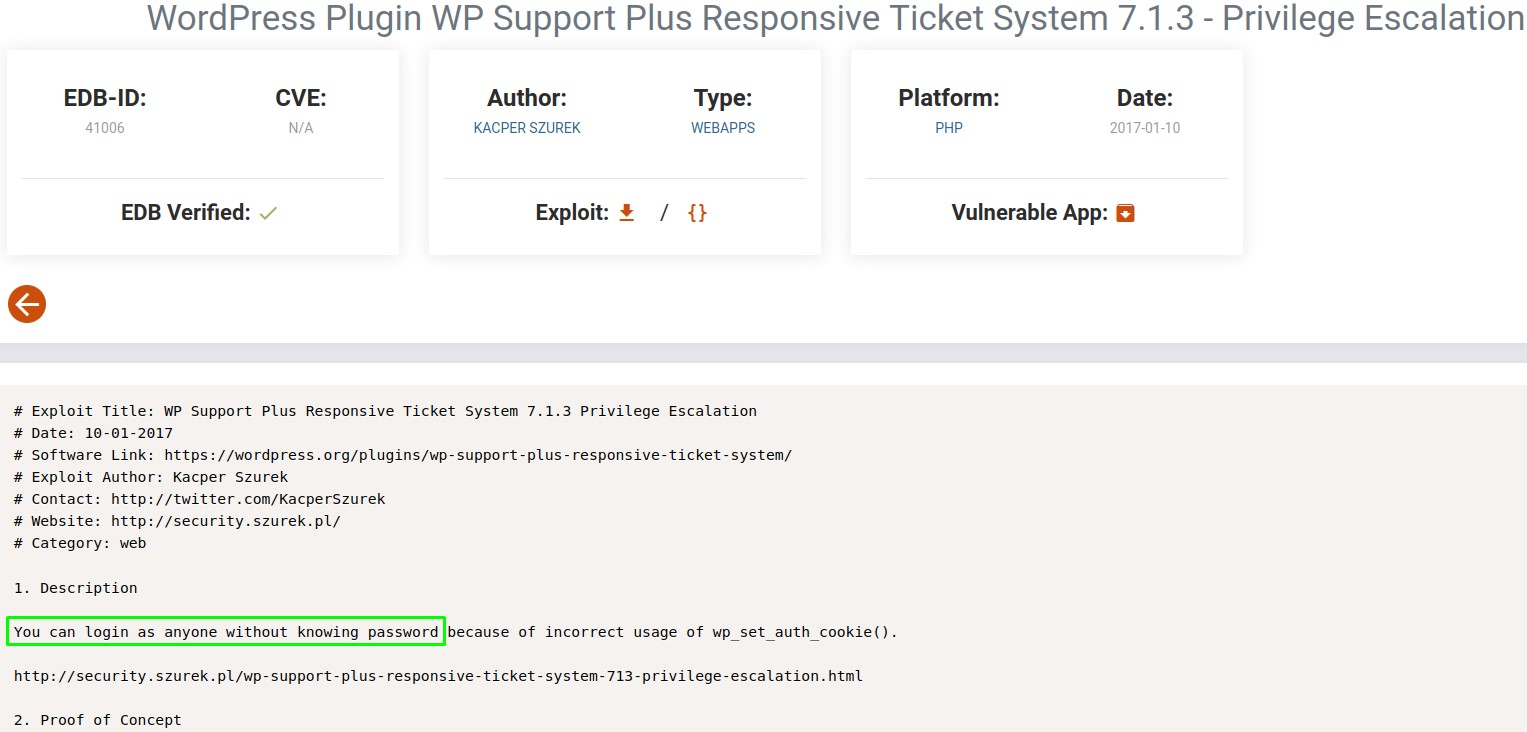 WordPress Plugin WP Support Plus Responsive Ticket System 7.1.3 - Privilege Escalation
EDB-ID:
41006
CVE:
N/A
EDB Verified:
Author:
KACPER SZUREK
Type:
WEBAPPS
Exploit: / {}
Platform:
PHP
Date:
2017-01-10
Vulnerable App:
# Exploit Title: WP Support Plus Responsive Ticket System 7.1.3 Privilege Escalation
# Date: 10-01-2017
# Software Link: https://wordpress.org/plugins/wp-support-plus-responsive-ticket-system/
# Exploit Author: Kacper Szurek
# Contact: http://twitter.com/KacperSzurek
# Website: http://security.szurek.pl/
# Category: web
1. Description
You can login as anyone without knowing password because of incorrect usage of wp_set_auth_cookie().
http://security.szurek.pl/wp-support-plus-responsive-ticket-system-713-privilege-escalation.html
2. Proof of Concept